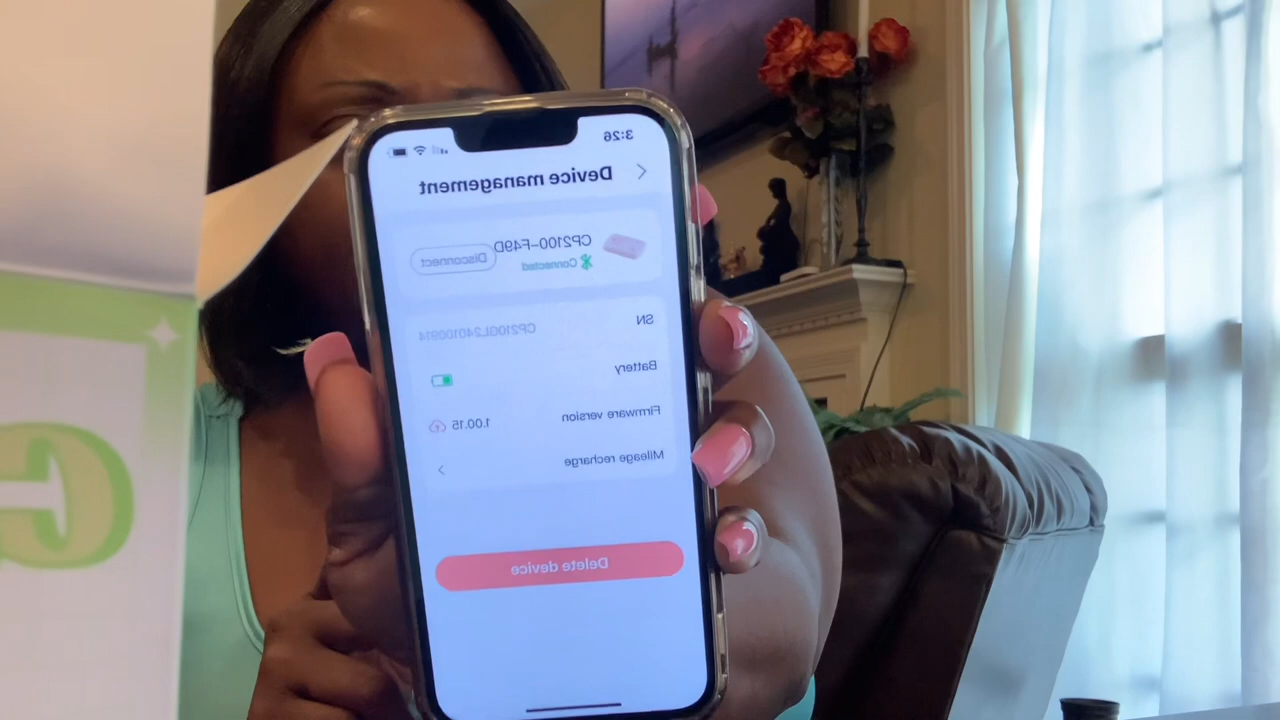 3:26
Device management
CP2100-F49D
Connected
Disconnect
SN CP210GL240100914
Battery
Firmware version 1.00.15
Mileage recharge
Delete device
G